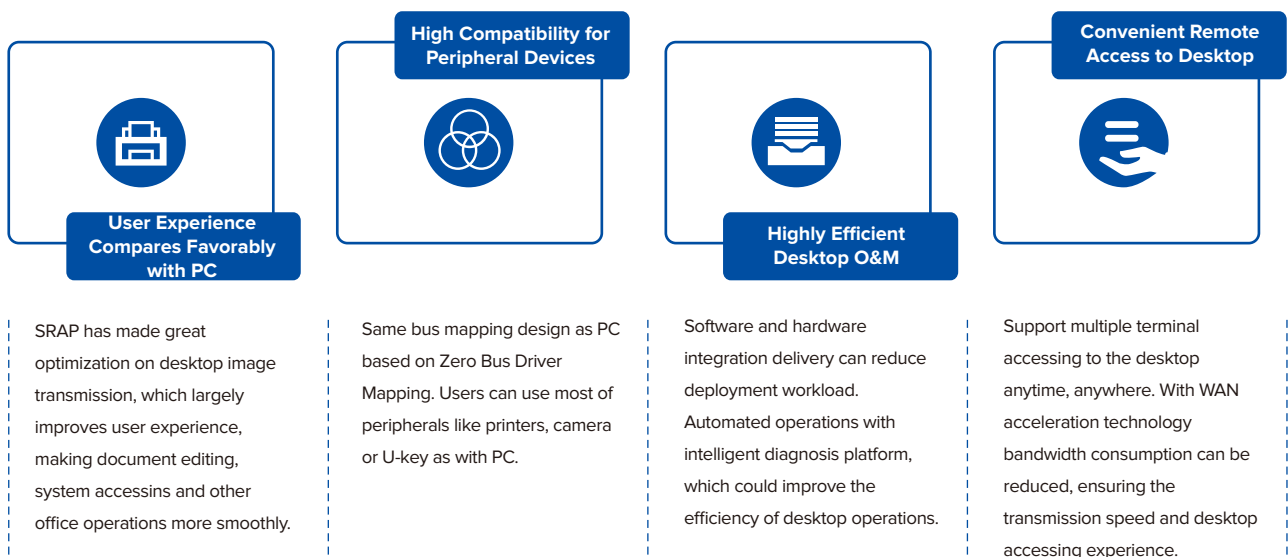 User Experience
Compares Favorably
with PC
High Compatibility for
Peripheral Devices
Highly Efficient
Desktop O&M
Convenient Remote
Access to Desktop
SRAP has made great
optimization on desktop image
transmission, which largely
improves user experience,
making document editing,
system accessins and other
office operations more smoothly.
Same bus mapping design as PC
based on Zero Bus Driver
Mapping. Users can use most of
peripherals like printers, camera
or U-key as with PC.
Software and hardware
integration delivery can reduce
deployment workload.
Automated operations with
intelligent diagnosis platform,
which could improve the
efficiency of desktop operations.
Support multiple terminal
accessing to the desktop
anytime, anywhere. With WAN
acceleration technology
bandwidth consumption can be
reduced, ensuring the
transmission speed and desktop
accessing experience.